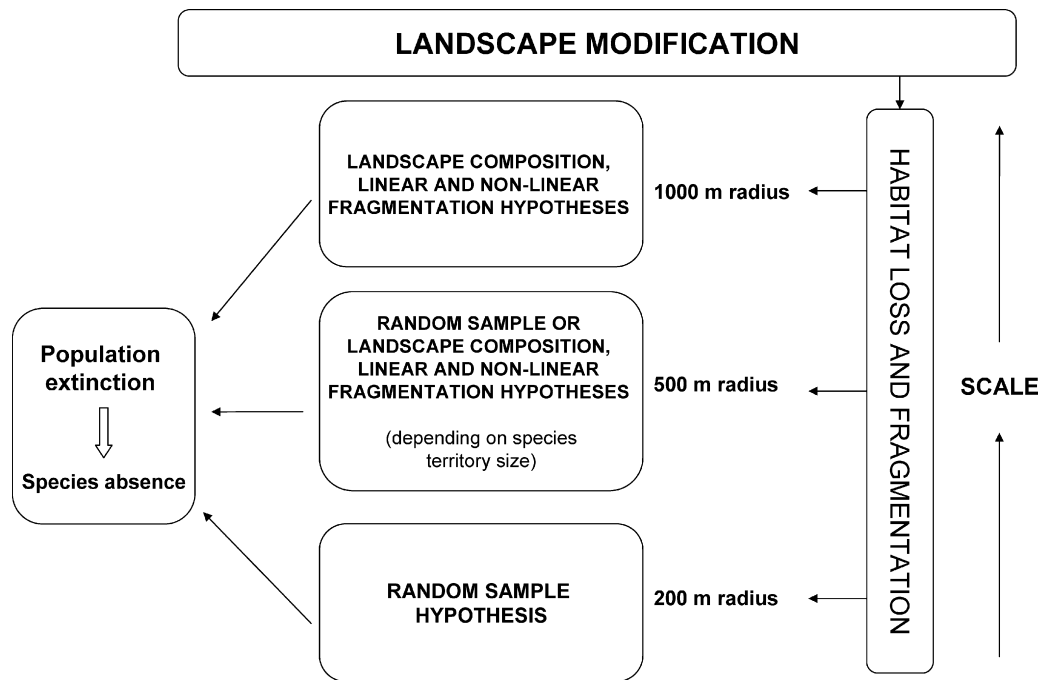 LANDSCAPE MODIFICATION
LANDSCAPE COMPOSITION,
LINEAR AND NON-LINEAR
FRAGMENTATION HYPOTHESES
1000 m radius
HABITAT LOSS AND FRAGMENTATION
RANDOM SAMPLE OR
LANDSCAPE COMPOSITION,
LINEAR AND NON-LINEAR
FRAGMENTATION HYPOTHESES
(depending on species
territory size)
500 m radius
SCALE
Population
extinction
Species absence
RANDOM SAMPLE
HYPOTHESIS
200 m radius